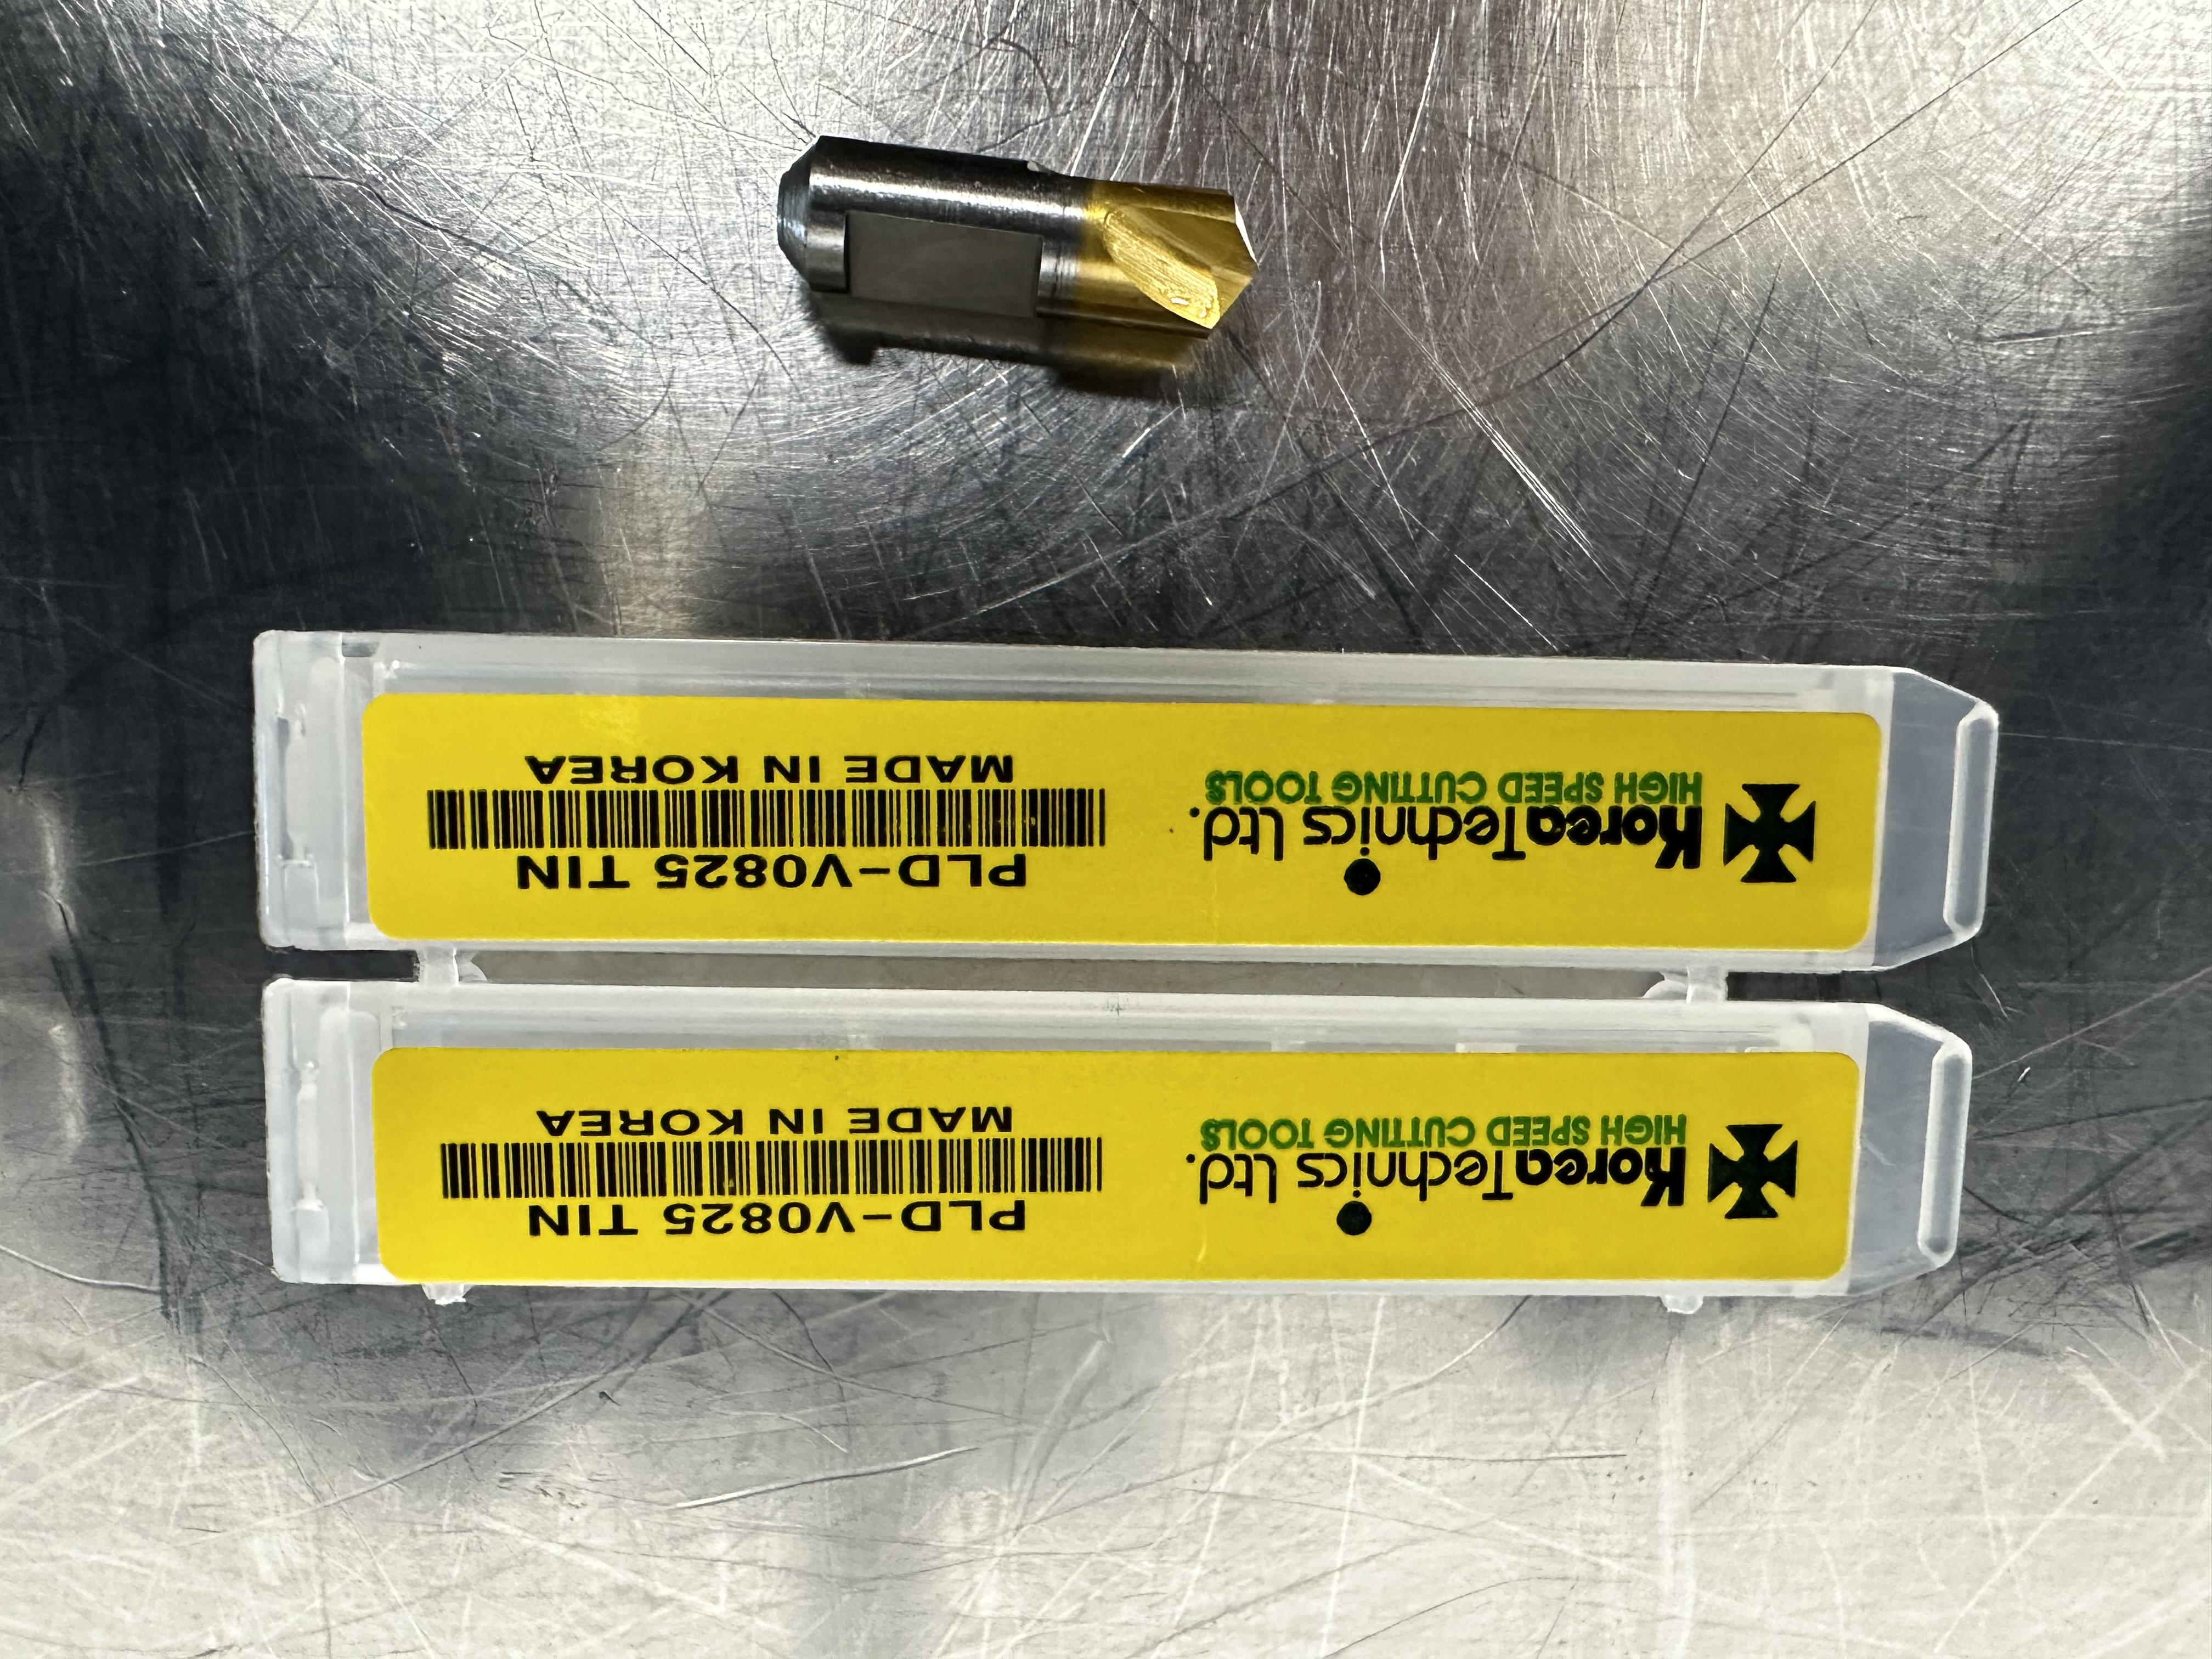 KoreaTechnics Ltd.
HIGH SPEED CUTTING TOOLS
PLD-V0825 TIN
MADE IN KOREA
KoreaTechnics Ltd.
HIGH SPEED CUTTING TOOLS
PLD-V0825 TIN
MADE IN KOREA